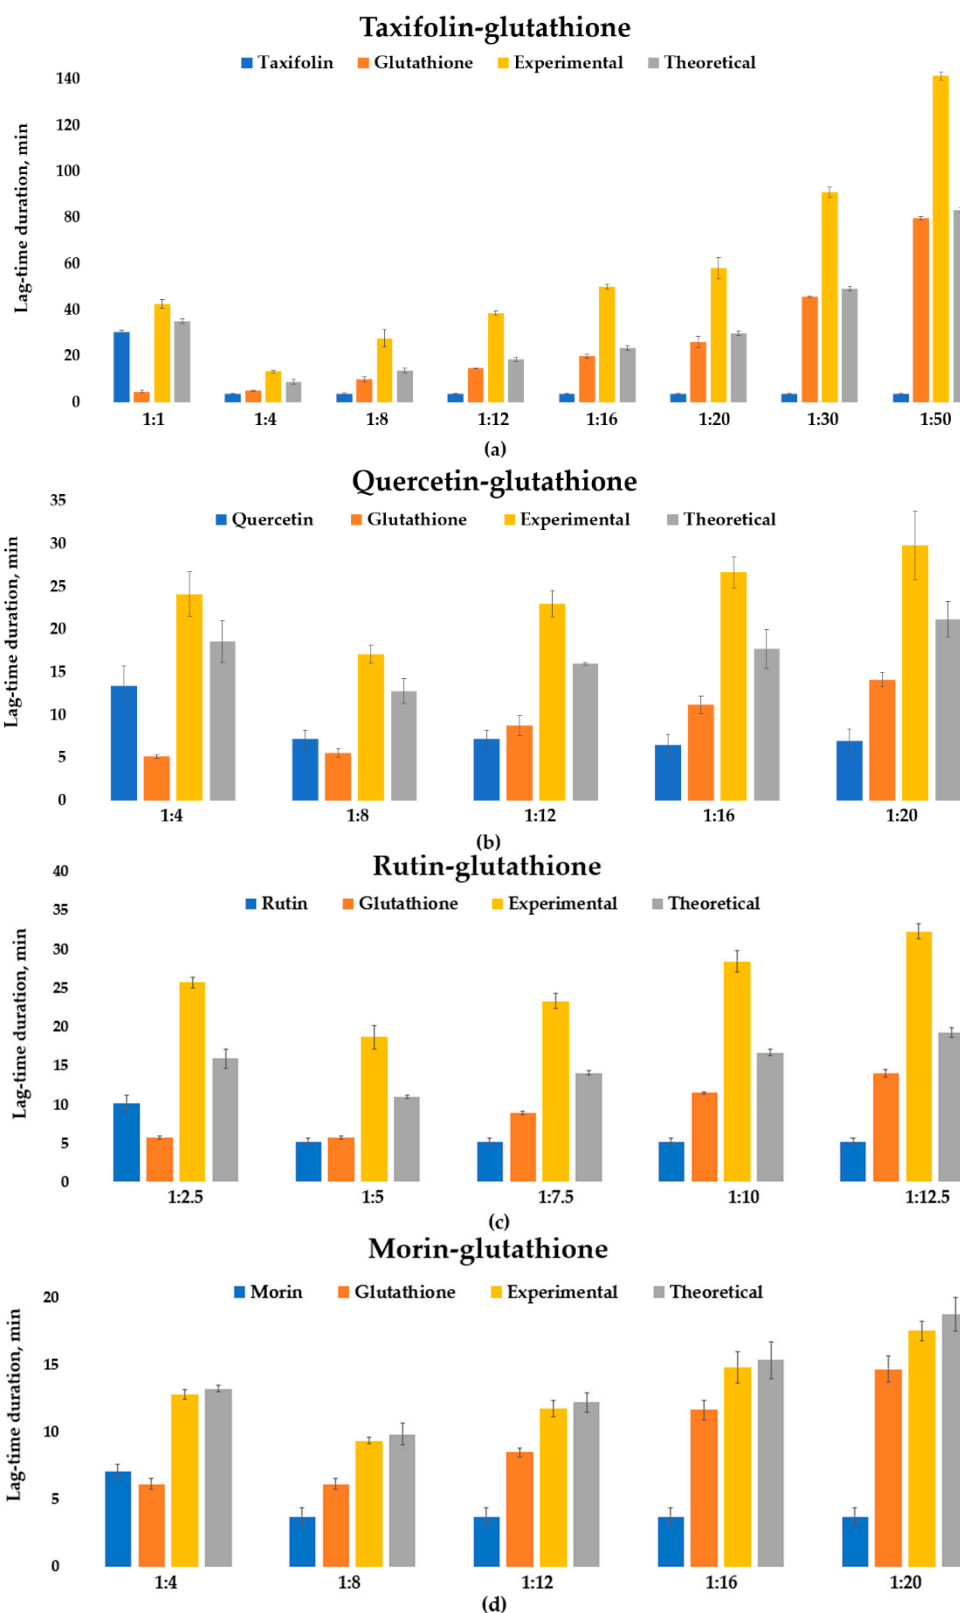 Taxifolin-glutathione
Taxifolin Glutathione Experimental Theoretical
Lag-time duration, min
140
120
100
80
60
40
20
0
1:1 1:4 1:8 1:12 1:16 1:20 1:30 1:50
(a)
Quercetin-glutathione
Quercetin Glutathione Experimental Theoretical
Lag-time duration, min
35
30
25
20
15
10
5
0
1:4 1:8 1:12 1:16 1:20
(b)
Rutin-glutathione
Rutin Glutathione Experimental Theoretical
Lag-time duration, min
40
35
30
25
20
15
10
5
0
1:2.5 1:5 1:7.5 1:10 1:12.5
(c)
Morin-glutathione
Morin Glutathione Experimental Theoretical
Lag-time duration, min
20
15
10
5
0
1:4 1:8 1:12 1:16 1:20
(d)